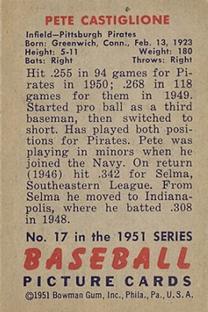 PETE CASTIGLIONE
Infield—Pittsburgh Pirates
Born: Greenwich, Conn., Feb. 13, 1923
Height: 5-11 Weight: 180
Bats: Right Throws: Right
Hit .255 in 94 games for Pi-
rates in 1950; .268 in 118
games for them in 1949.
Started pro ball as a third
baseman, then switched to
short. Has played both posi-
tions for Pirates. Pete was
playing in minors when he
joined the Navy. On return
(1946) hit .342 for Selma,
Southeastern League. From
Selma he moved to Indiana-
polis, where he batted .308
in 1948.
No. 17 in the 1951 SERIES
BASEBALL
PICTURE CARDS
©1951 Bowman Gum, Inc., Phila., Pa., U.S.A.